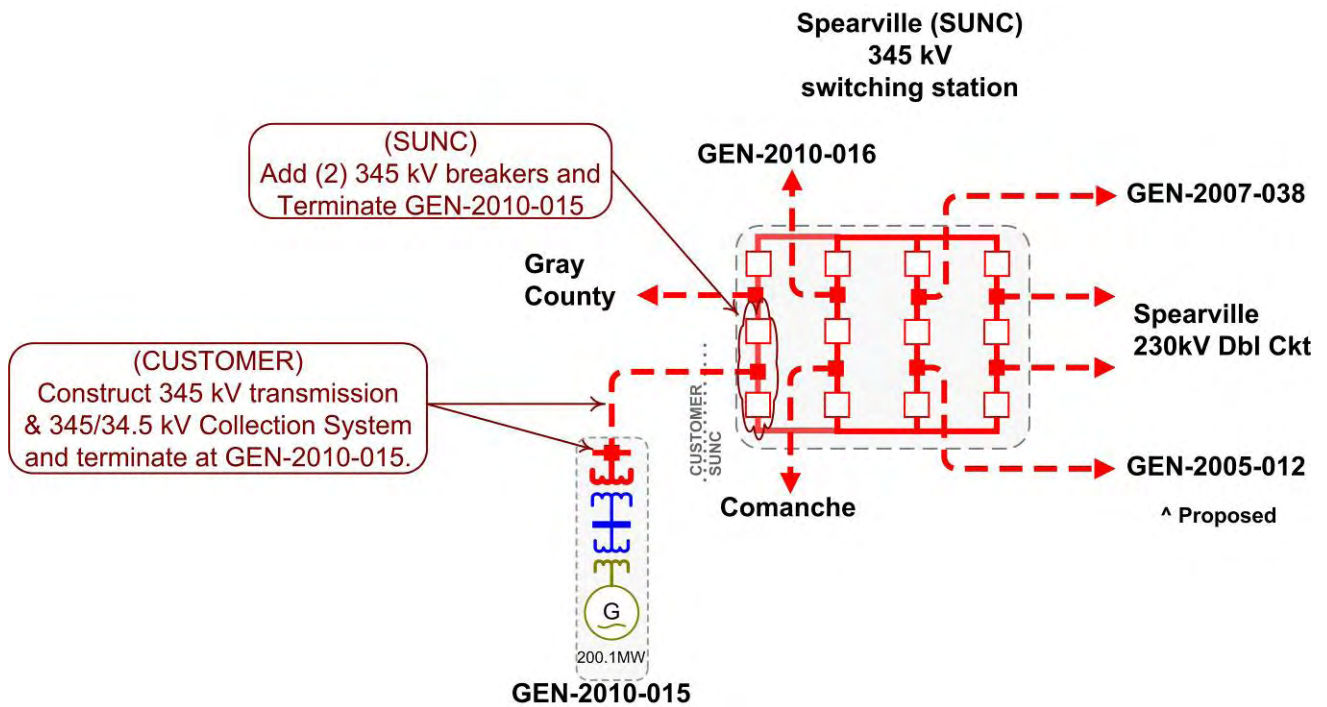 Spearville (SUNC)
345 kV
switching station
(SUNC)
Add (2) 345 kV breakers and
Terminate GEN-2010-015
GEN-2010-016
GEN-2007-038
Gray
County
Spearville
230kV Dbl Ckt
(CUSTOMER)
Construct 345 kV transmission
& 345/34.5 kV Collection System
and terminate at GEN-2010-015.
CUSTOMER
SUNC
GEN-2005-012
Comanche
^ Proposed
G
200.1MW
GEN-2010-015